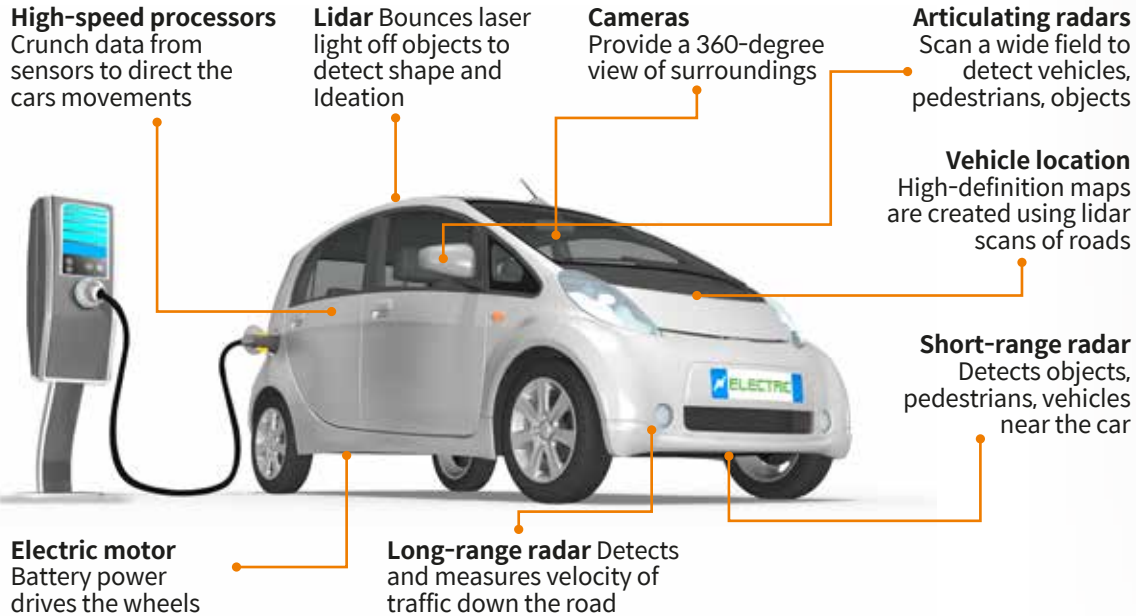 High-speed processors
Crunch data from
sensors to direct the
cars movements
Lidar Bounces laser
light off objects to
detect shape and
Ideation
Cameras
Provide a 360-degree
view of surroundings
Articulating radars
Scan a wide field to
detect vehicles,
pedestrians, objects
Vehicle location
High-definition maps
are created using lidar
scans of roads
Short-range radar
Detects objects,
pedestrians, vehicles
near the car
ELECTRIC
Electric motor
Battery power
drives the wheels
Long-range radar Detects
and measures velocity of
traffic down the road